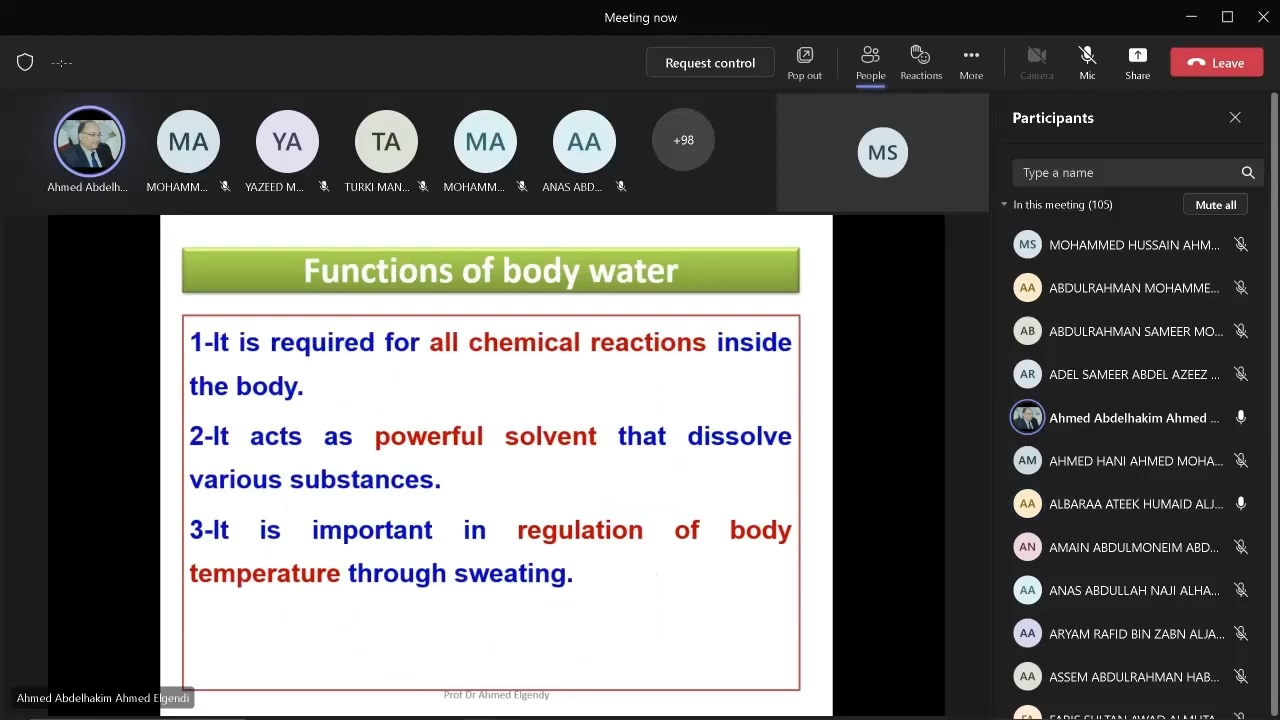 Meeting now
--:--
Request control
Pop out
People
Reactions
More
Camera
Mic
Share
Leave
MA
YA
TA
MA
AA
+98
MS
Ahmed Abdelh...
MOHAMM...
YAZEED M...
TURKI MAN...
MOHAMM...
ANAS ABD...
Functions of body water
1-It is required for all chemical reactions inside
the body.
2-It acts as powerful solvent that dissolve
various substances.
3-It is important in regulation of body
temperature through sweating.
Prof Dr Ahmed Elgendy
Ahmed Abdelhakim Ahmed Elgendi
Participants
Type a name
In this meeting (105)
Mute all
MS MOHAMMED HUSSAIN AHM...
AA ABDULRAHMAN MOHAMME...
AB ABDULRAHMAN SAMEER MO...
AR ADEL SAMEER ABDEL AZEEZ ...
Ahmed Abdelhakim Ahmed ...
AM AHMED HANI AHMED MOHA...
AA ALBARAA ATEEK HUMAID ALJ...
AN AMAIN ABDULMONEIM ABD...
AA ANAS ABDULLAH NAJI ALHA...
AA ARYAM RAFID BIN ZABN ALJA...
AA ASSEM ABDULRAHMAN HAB...